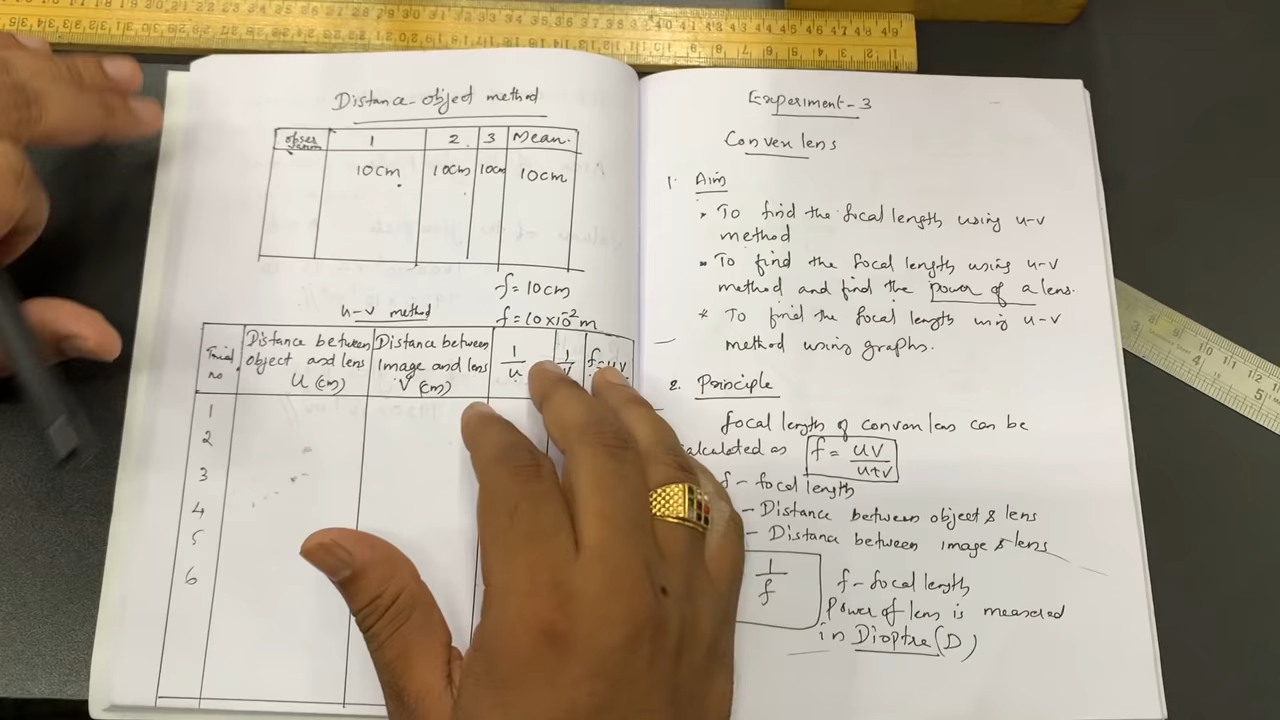 Distance-object method
1 2. 3 Mean.
10cm 10cm 10cm 10cm
f = 10cm
f = 10 x 10⁻² m
u-v method
Trial no
Distance between object and lens U (cm)
Distance between Image and lens V (cm)
1/u
1
2
3
4
5
6
Experiment-3
Convex lens
1. Aim
* To find the focal length using u-v
method
* To find the focal length using u-v
method and find the power of a lens.
* To find the focal length using u-v
method using graphs.
2. Principle
focal length of convex lens can be
calculated as f = uv/u+v
f - focal length
- Distance between object & lens
- Distance between image & lens
1/f
f - focal length
Power of lens is measured
in Dioptre (D)